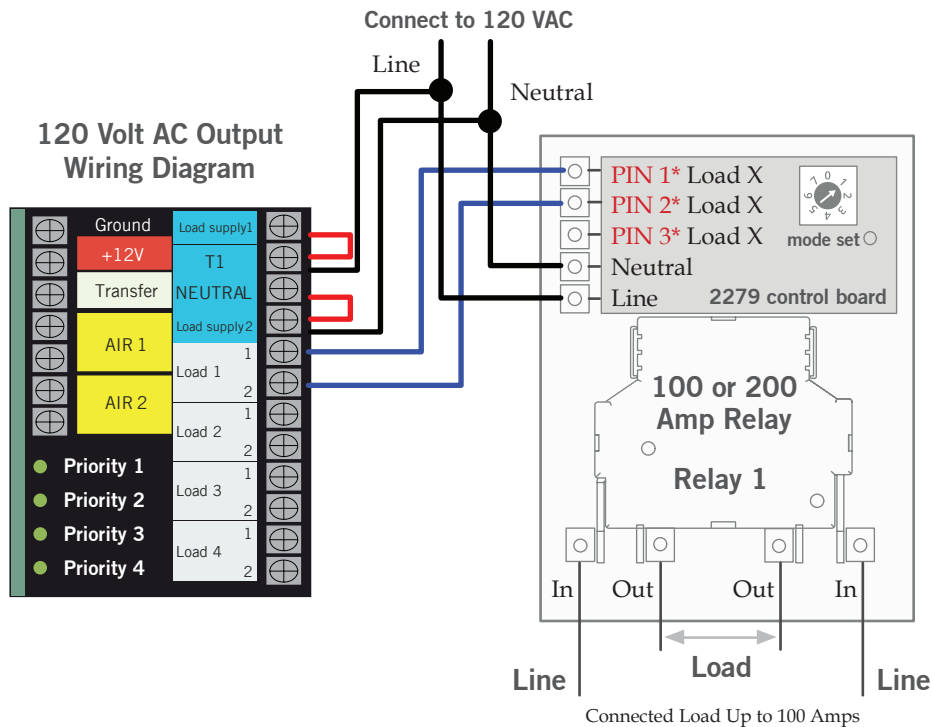 Connect to 120 VAC
Line
Neutral
120 Volt AC Output
Wiring Diagram
Ground
+12V
Transfer
AIR 1
AIR 2
Priority 1
Priority 2
Priority 3
Priority 4
Load supply1
T1
NEUTRAL
Load supply2
Load 1
1
2
Load 2
1
2
Load 3
1
2
Load 4
1
2
PIN 1* Load X
PIN 2* Load X
PIN 3* Load X
Neutral
Line
0
1
2
3
4
5
6
7
mode set
2279 control board
100 or 200
Amp Relay
Relay 1
In
Out
Out
In
Line
Load
Line
Connected Load Up to 100 Amps